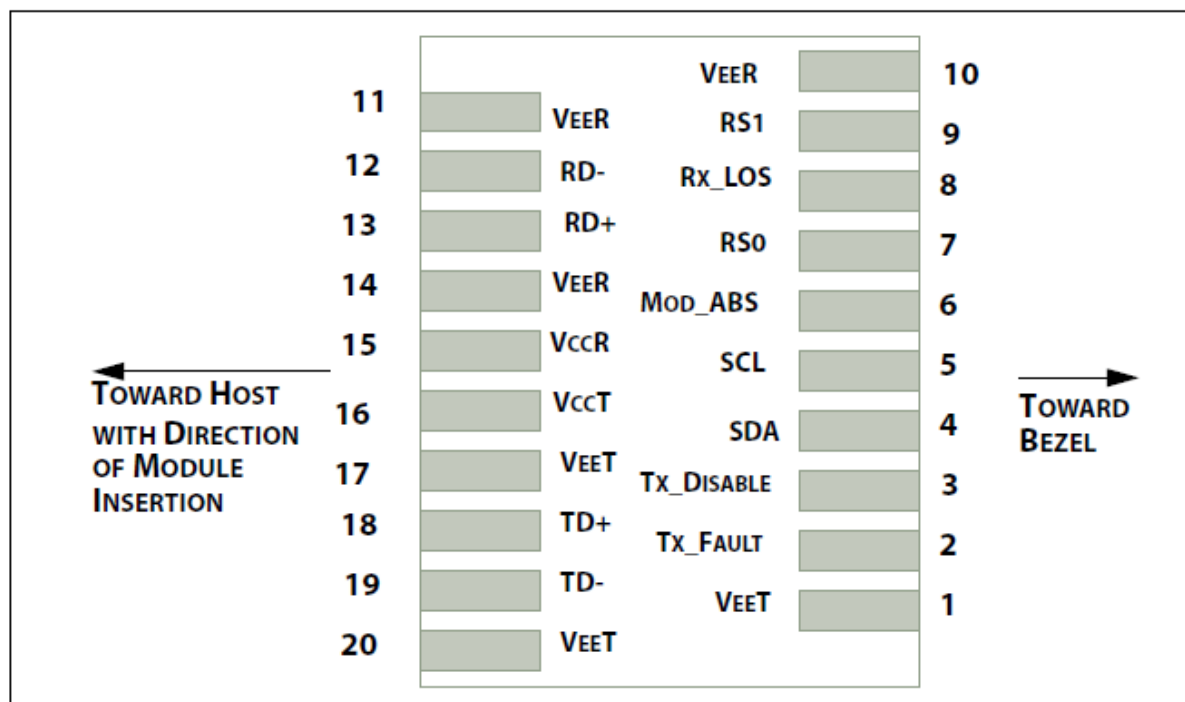 11 VEER
12 RD-
13 RD+
14 VEER
15 VCCR
16 VCCT
17 VEET
18 TD+
19 TD-
20 VEET
VEER 10
RS1 9
RX_LOS 8
RS0 7
MOD_ABS 6
SCL 5
SDA 4
TX_DISABLE 3
TX_FAULT 2
VEET 1
TOWARD HOST
WITH DIRECTION
OF MODULE
INSERTION
TOWARD
BEZEL